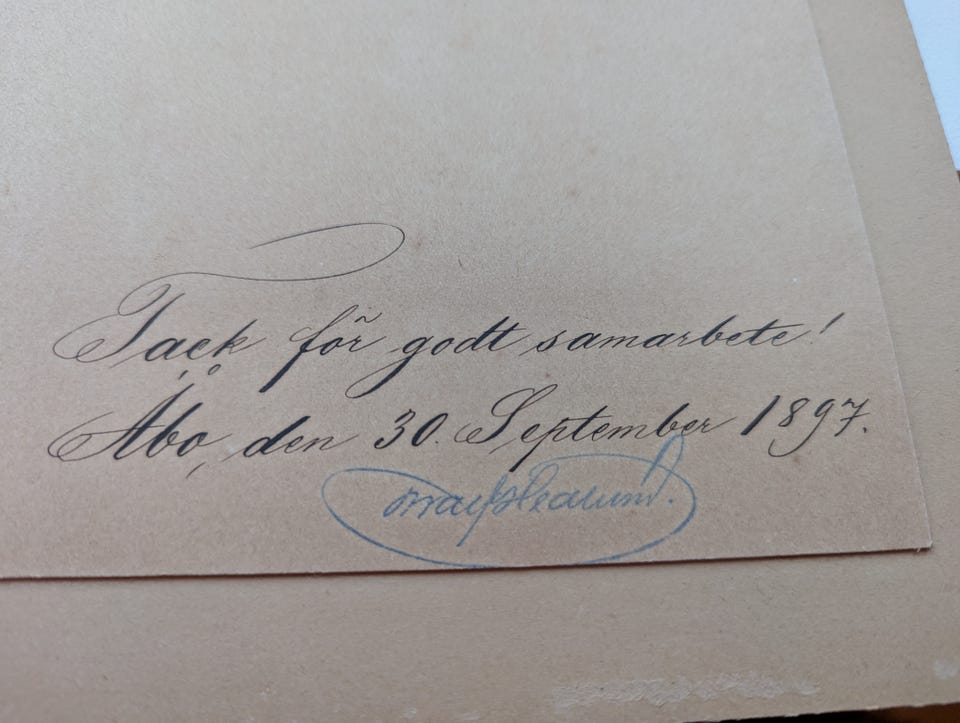 Tack för godt samarbete!
Åbo, den 30. September 1897.